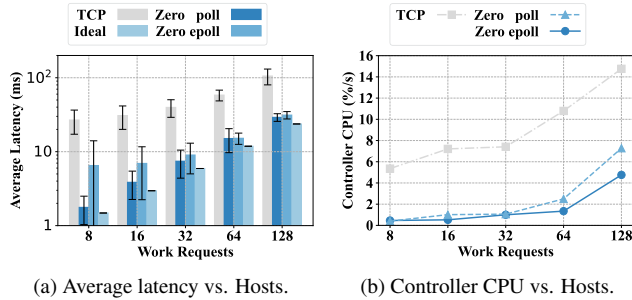 TCP Zero poll
Ideal Zero epoll
Average Latency (ms)
10²
10
1
8 16 32 64 128
Work Requests
(a) Average latency vs. Hosts.
TCP Zero poll
Zero epoll
Controller CPU (%/s)
16
14
12
10
8
6
4
2
0
8 16 32 64 128
Work Requests
(b) Controller CPU vs. Hosts.